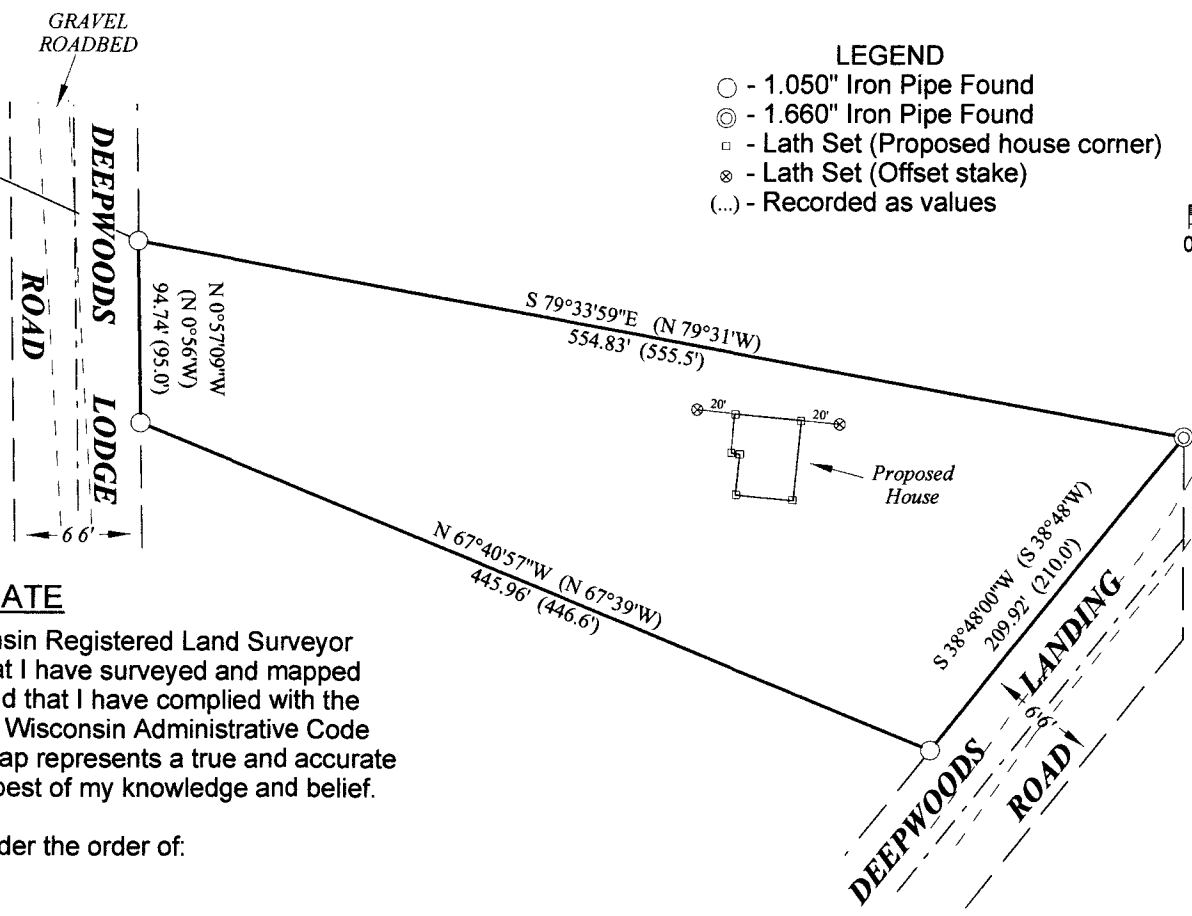 GRAVEL
ROADBED
LEGEND
- 1.050" Iron Pipe Found
- 1.660" Iron Pipe Found
- Lath Set (Proposed house corner)
- Lath Set (Offset stake)
(...) - Recorded as values
0
DEEPWOODS LODGE
ROAD
66'
N 0°57'09"W
(N 0°56'W)
94.74' (95.0')
S 79°33'59"E (N 79°31'W)
554.83' (555.5')
20'
20'
Proposed
House
N 67°40'57"W (N 67°39'W)
445.96' (446.6')
S 38°48'00"W (S 38°48'W)
209.92' (210.0')
DEEPWOODS LANDING
66'
ROAD
ATE
nsin Registered Land Surveyor
at I have surveyed and mapped
d that I have complied with the
Wisconsin Administrative Code
ap represents a true and accurate
best of my knowledge and belief.
der the order of: